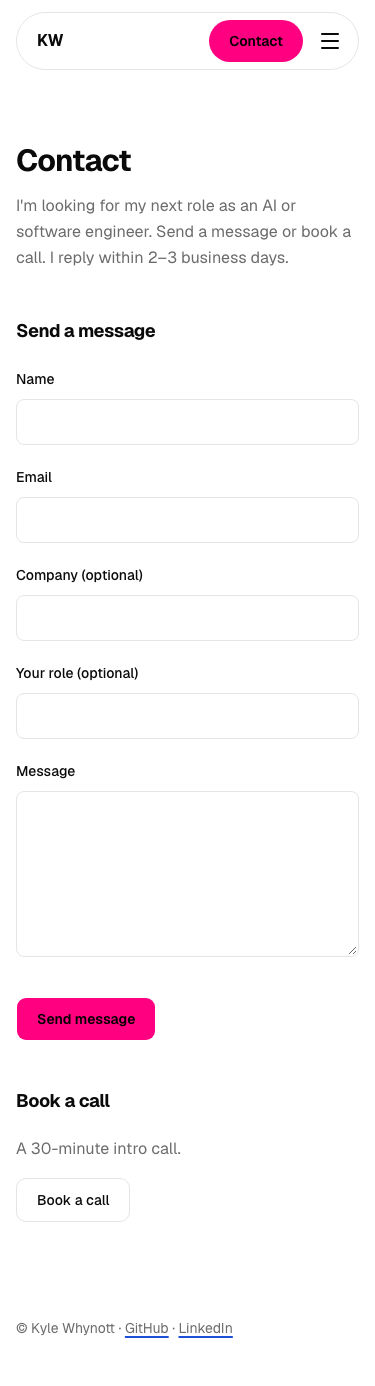 KW
Contact
Contact
I'm looking for my next role as an AI or
software engineer. Send a message or book a
call. I reply within 2–3 business days.
Send a message
Name
Email
Company (optional)
Your role (optional)
Message
Send message
Book a call
A 30-minute intro call.
Book a call
© Kyle Whynott · GitHub · LinkedIn